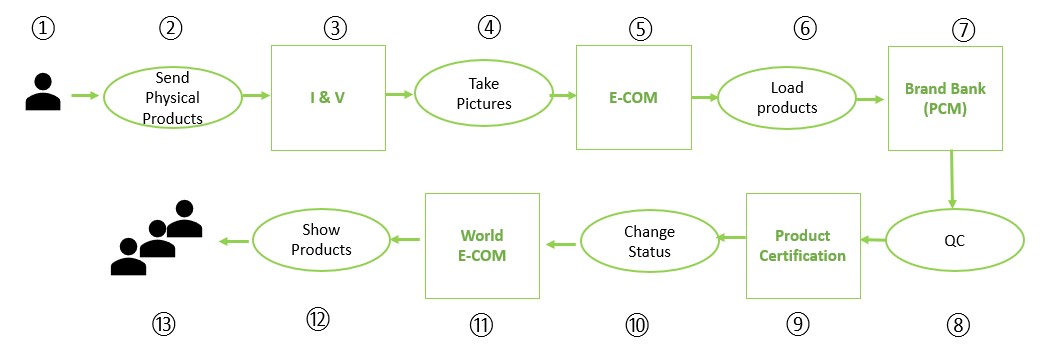 ① ② ③ ④ ⑤ ⑥ ⑦
Send
Physical
Products
I & V
Take
Pictures
E-COM
Load
products
Brand Bank
(PCM)
QC
Product
Certification
Change
Status
World
E-COM
Show
Products
⑬ ⑫ ⑪ ⑩ ⑨ ⑧